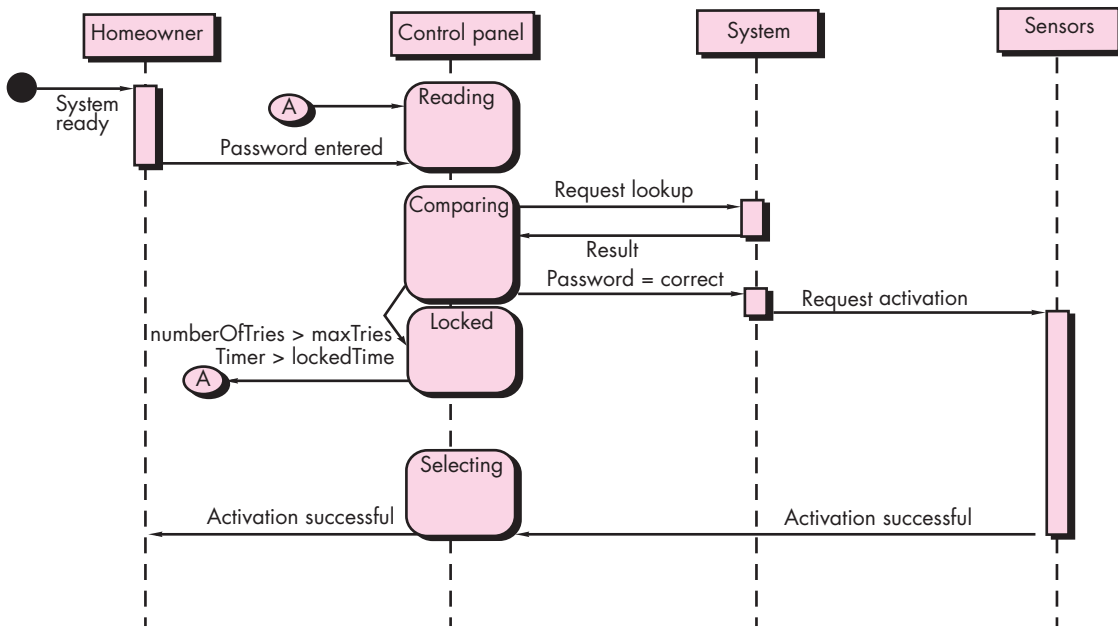 Homeowner
Control panel
System
Sensors
System
ready
A
Reading
Password entered
Comparing
Request lookup
Result
Password = correct
Request activation
Locked
numberOfTries > maxTries
Timer > lockedTime
A
Selecting
Activation successful
Activation successful